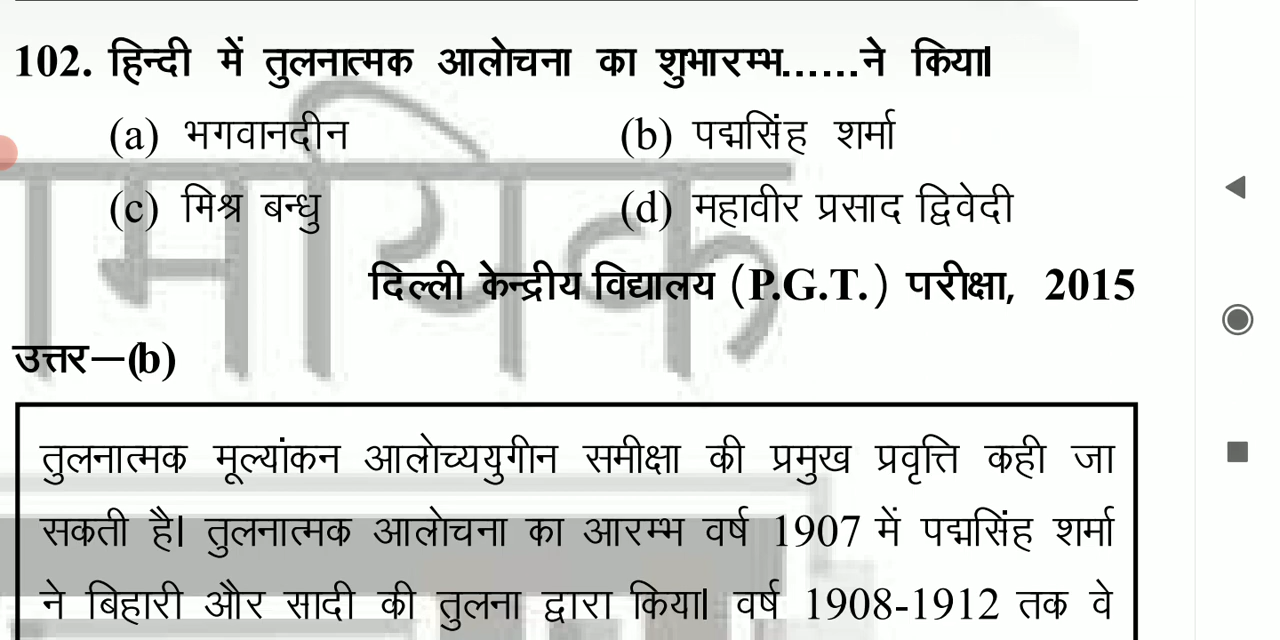 102. हिन्दी में तुलनात्मक आलोचना का शुभारम्भ......ने किया।
(a) भगवानदीन (b) पद्मसिंह शर्मा
(c) मिश्र बन्धु (d) महावीर प्रसाद द्विवेदी
दिल्ली केन्द्रीय विद्यालय (P.G.T.) परीक्षा, 2015
उत्तर—(b)
तुलनात्मक मूल्यांकन आलोच्ययुगीन समीक्षा की प्रमुख प्रवृत्ति कही जा
सकती है। तुलनात्मक आलोचना का आरम्भ वर्ष 1907 में पद्मसिंह शर्मा
ने बिहारी और सादी की तुलना द्वारा किया। वर्ष 1908-1912 तक वे